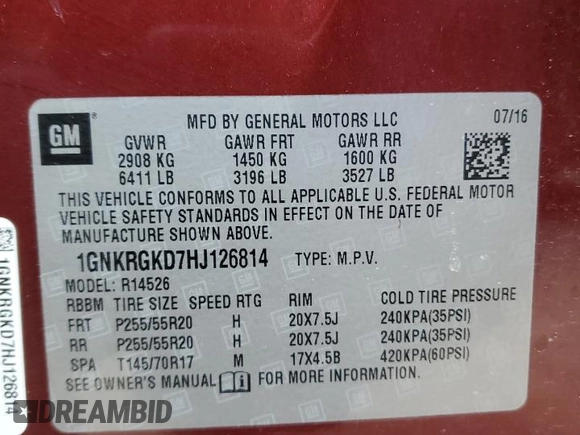 GM
®
MFD BY GENERAL MOTORS LLC
07/16
GVWR GAWR FRT GAWR RR
2908 KG 1450 KG 1600 KG
6411 LB 3196 LB 3527 LB
THIS VEHICLE CONFORMS TO ALL APPLICABLE U.S. FEDERAL MOTOR
VEHICLE SAFETY STANDARDS IN EFFECT ON THE DATE OF
MANUFACTURE SHOWN ABOVE.
1GNKRGKD7HJ126814 TYPE: M.P.V.
MODEL: R14526
RBBM TIRE SIZE SPEED RTG RIM COLD TIRE PRESSURE
FRT P255/55R20 H 20X7.5J 240KPA(35PSI)
RR P255/55R20 H 20X7.5J 240KPA(35PSI)
SPA T145/70R17 M 17X4.5B 420KPA(60PSI)
SEE OWNER'S MANUAL i FOR MORE INFORMATION.
1GNKRGKD7HJ126814
DREAMBID